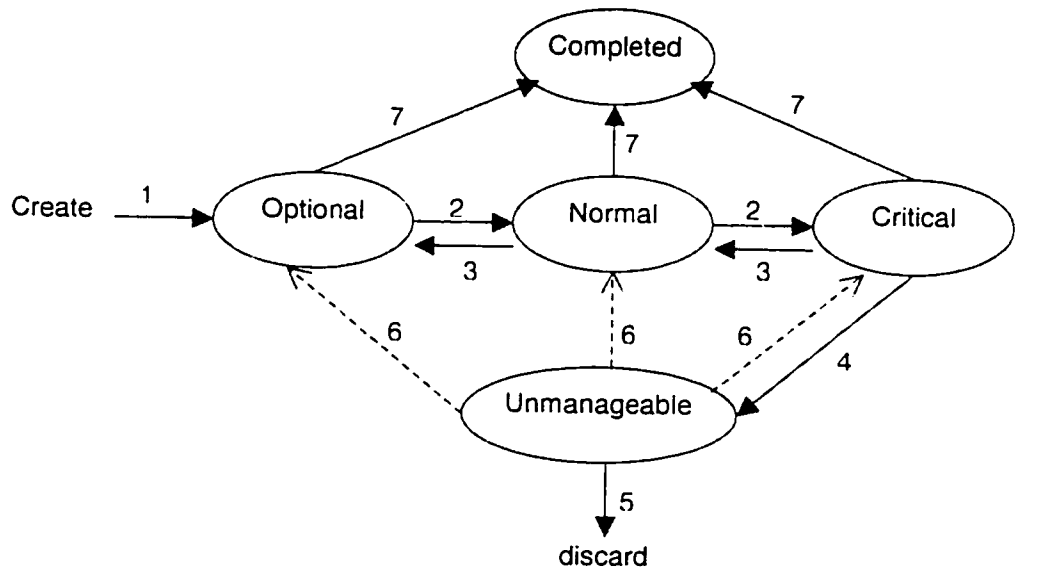 Completed
7
7
7
Create
1
Optional
2
Normal
2
Critical
3
3
6
6
6
4
Unmanageable
5
discard